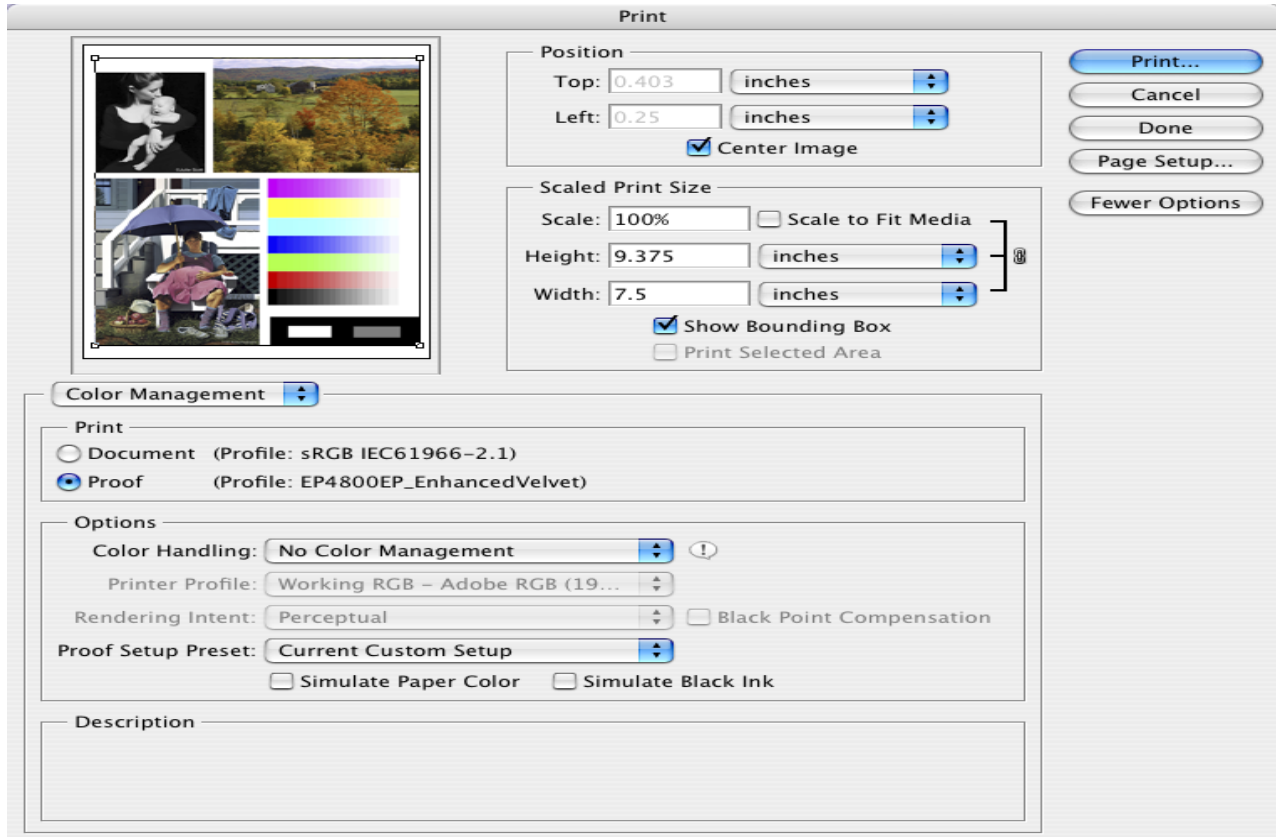 Print
Position
Top: 0.403 inches
Left: 0.25 inches
Center Image
Print...
Cancel
Done
Page Setup...
Fewer Options
Scaled Print Size
Scale: 100% Scale to Fit Media
Height: 9.375 inches
Width: 7.5 inches
Show Bounding Box
Print Selected Area
Color Management
Print
Document (Profile: sRGB IEC61966-2.1)
Proof (Profile: EP4800EP_EnhancedVelvet)
Options
Color Handling: No Color Management
Printer Profile: Working RGB - Adobe RGB (19...
Rendering Intent: Perceptual Black Point Compensation
Proof Setup Preset: Current Custom Setup
Simulate Paper Color Simulate Black Ink
Description